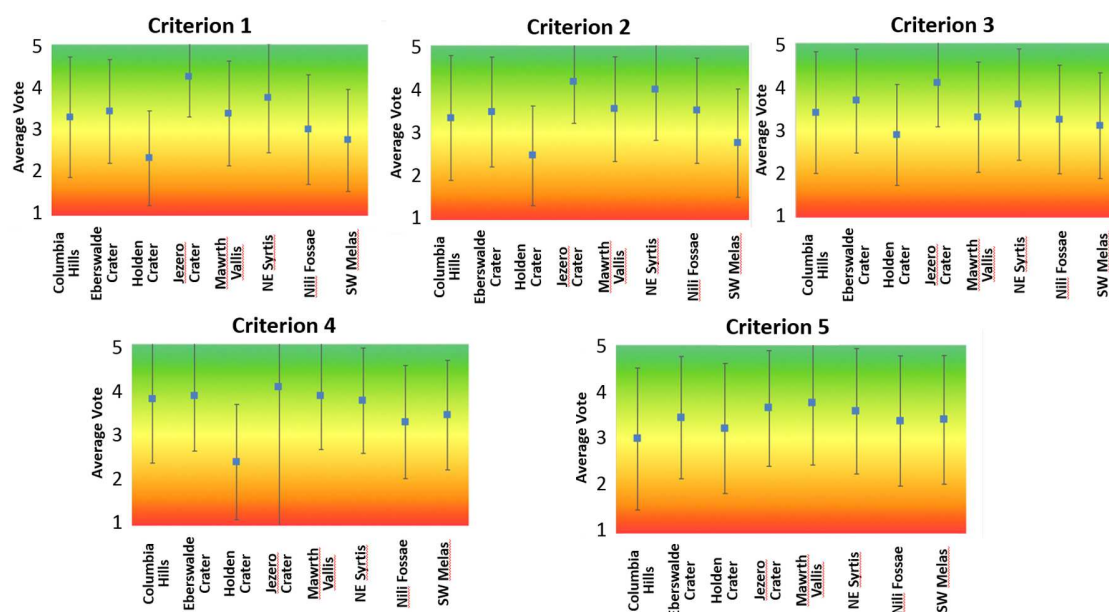 Criterion 1
Average Vote
5
4
3
2
1
Columbia
Hills
Eberswalde
Crater
Holden
Crater
Jezero
Crater
Mawrth
Vallis
NE Syrtis
Nili Fossae
SW Melas
Criterion 2
Average Vote
5
4
3
2
1
Columbia
Hills
Eberswalde
Crater
Holden
Crater
Jezero
Crater
Mawrth
Vallis
NE Syrtis
Nili Fossae
SW Melas
Criterion 3
Average Vote
5
4
3
2
1
Columbia
Hills
Eberswalde
Crater
Holden
Crater
Jezero
Crater
Mawrth
Vallis
NE Syrtis
Nili Fossae
SW Melas
Criterion 4
Average Vote
5
4
3
2
1
Columbia
Hills
Eberswalde
Crater
Holden
Crater
Jezero
Crater
Mawrth
Vallis
NE Syrtis
Nili Fossae
SW Melas
Criterion 5
Average Vote
5
4
3
2
1
Columbia
Hills
Eberswalde
Crater
Holden
Crater
Jezero
Crater
Mawrth
Vallis
NE Syrtis
Nili Fossae
SW Melas